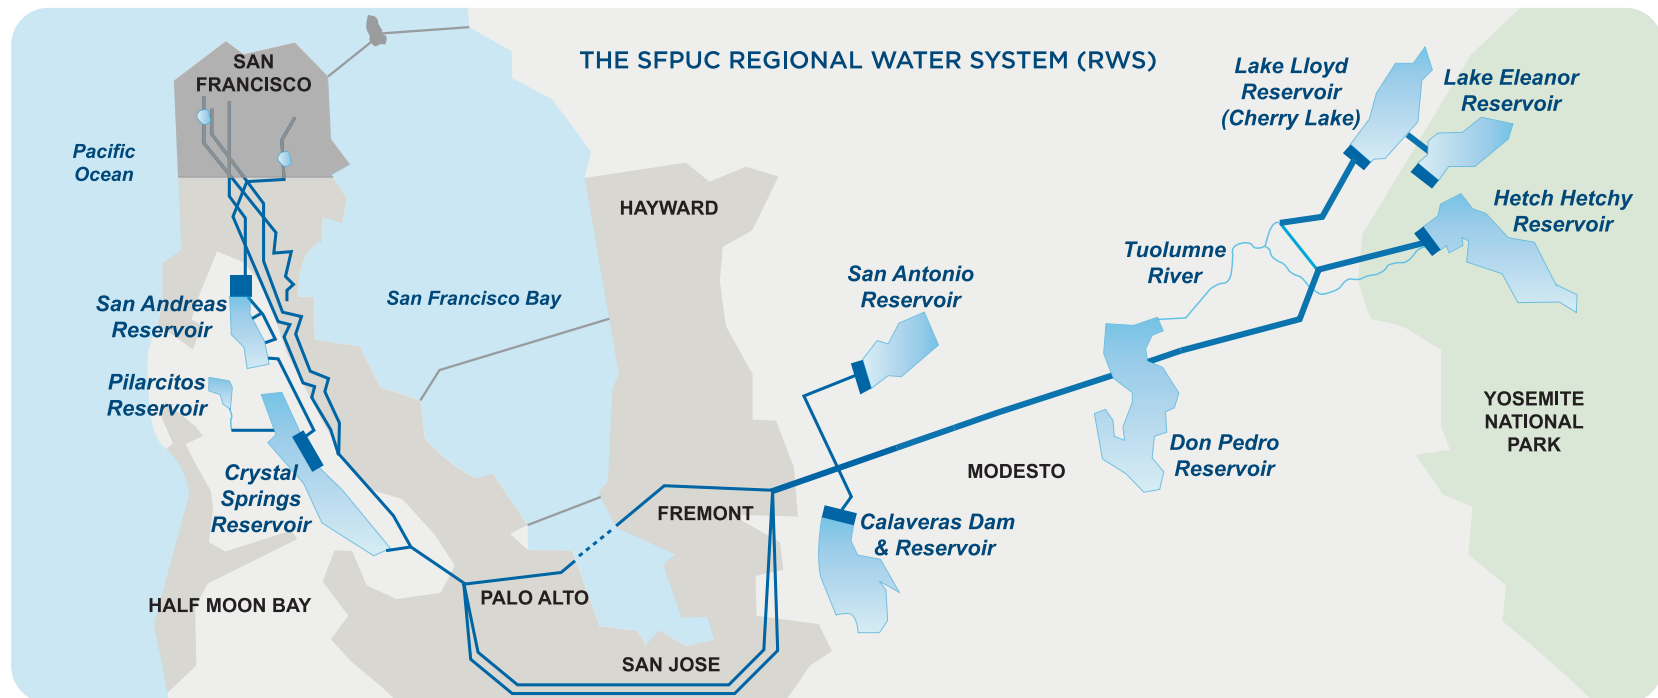 THE SFPUC REGIONAL WATER SYSTEM (RWS)
SAN
FRANCISCO
Pacific
Ocean
San Francisco Bay
HAYWARD
San Andreas
Reservoir
Pilarcitos
Reservoir
Crystal
Springs
Reservoir
HALF MOON BAY
PALO ALTO
SAN JOSE
FREMONT
San Antonio
Reservoir
Calaveras Dam
& Reservoir
MODESTO
Tuolumne
River
Don Pedro
Reservoir
Lake Lloyd
Reservoir
(Cherry Lake)
Lake Eleanor
Reservoir
Hetch Hetchy
Reservoir
YOSEMITE
NATIONAL
PARK